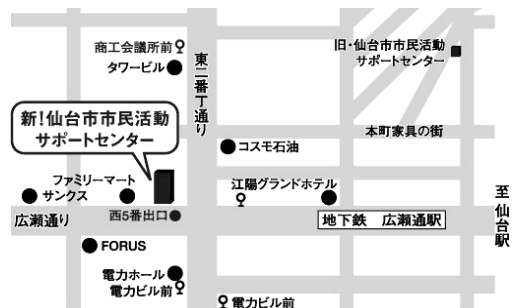 商工会議所前
タワービル
東二番丁通り
旧・仙台市市民活動
サポートセンター
新!仙台市市民活動
サポートセンター
本町家具の街
コスモ石油
ファミリーマート
サンクス
江陽グランドホテル
広瀬通り
西5番出口
地下鉄 広瀬通駅
至仙台駅
FORUS
電力ホール
電力ビル前
電力ビル前